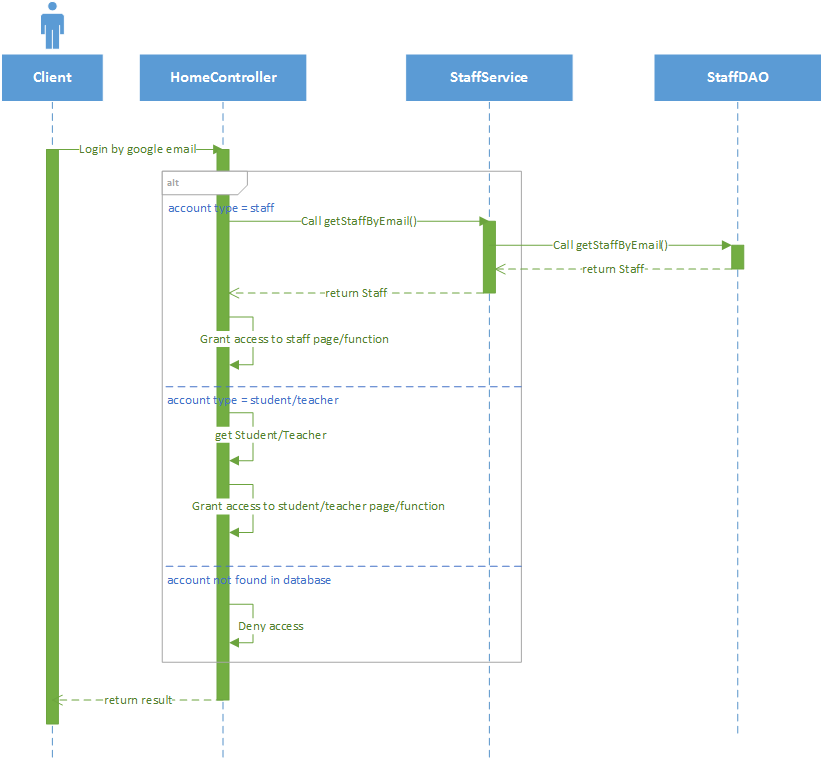 Client
HomeController
StaffService
StaffDAO
Login by google email
alt
account type = staff
Call getStaffByEmail()
Call getStaffByEmail()
return Staff
return Staff
Grant access to staff page/function
account type = student/teacher
get Student/Teacher
Grant access to student/teacher page/function
account not found in database
Deny access
return result